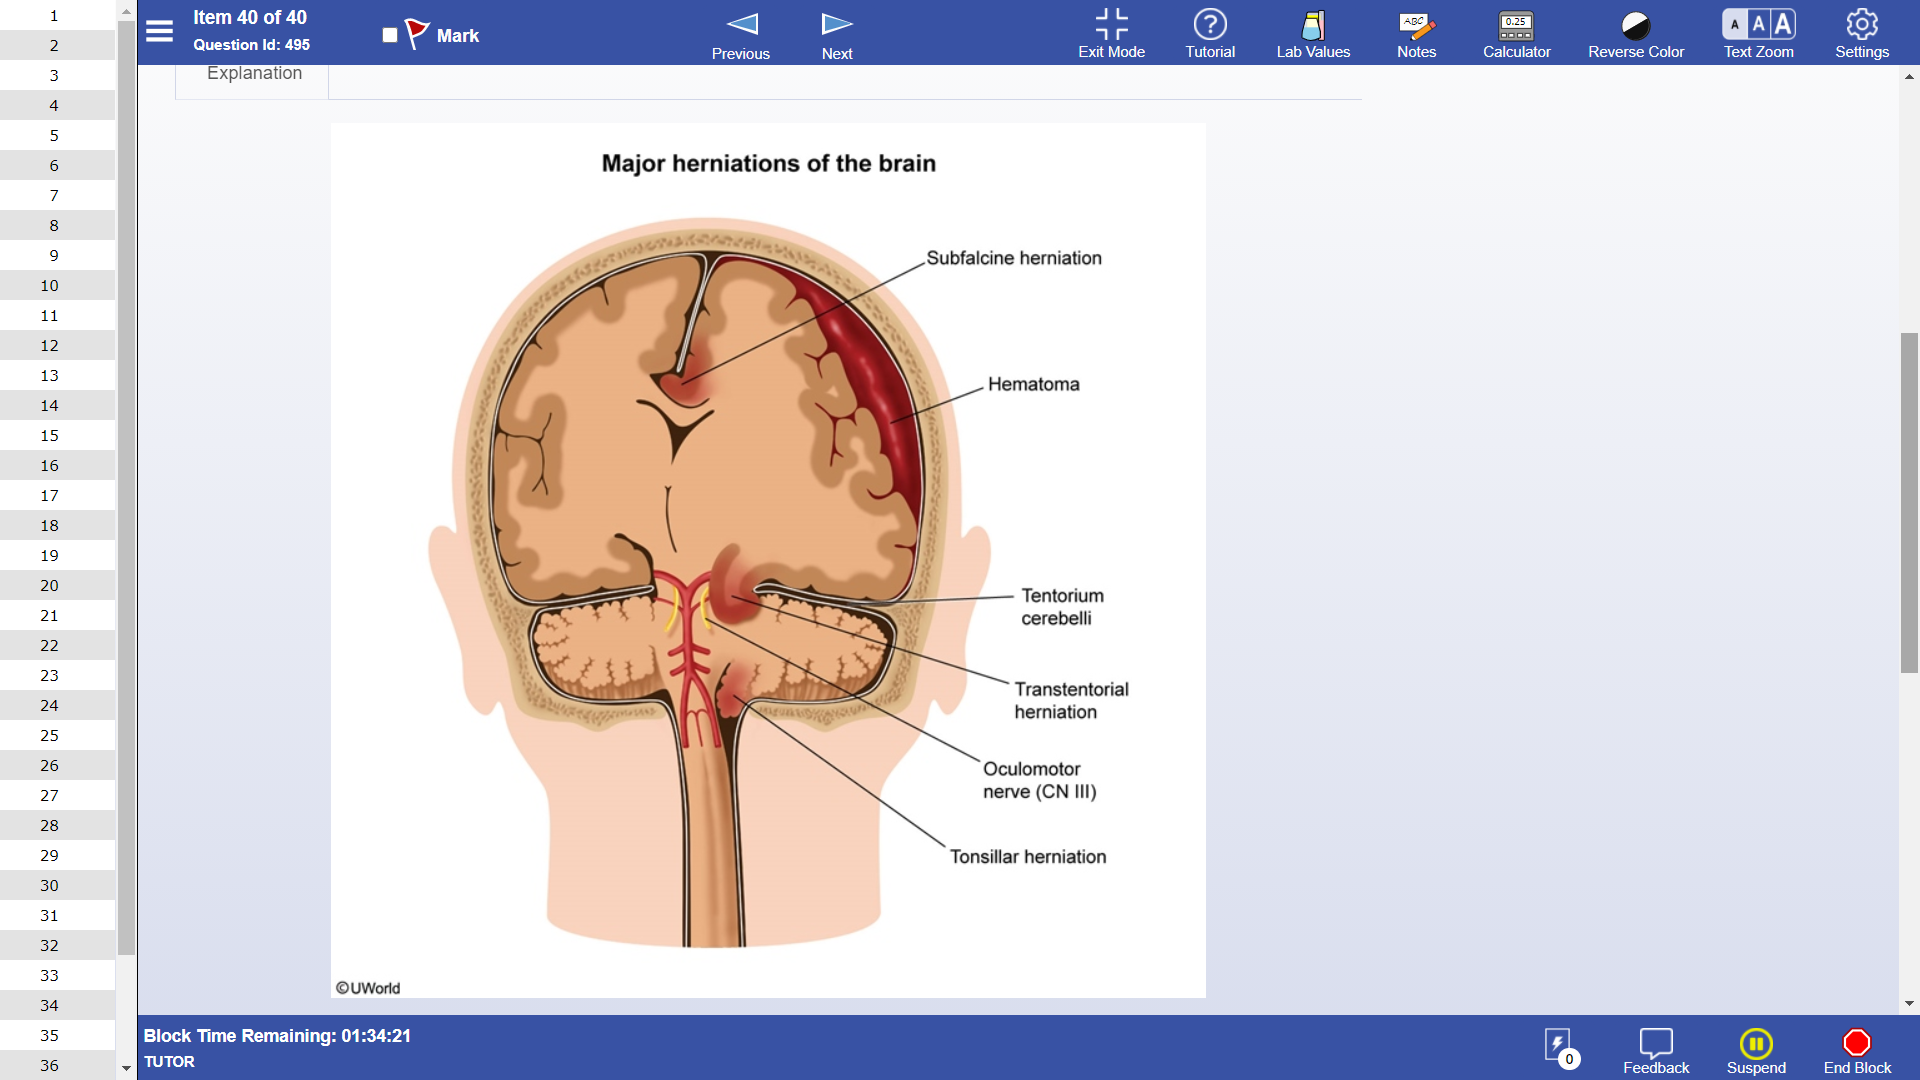 Item 40 of 40
Question Id: 495
Mark
Previous
Next
Exit Mode
Tutorial
Lab Values
ABC
Notes
0.25
Calculator
Reverse Color
A A A
Text Zoom
Settings
1
2
3
4
5
6
7
8
9
10
11
12
13
14
15
16
17
18
19
20
21
22
23
24
25
26
27
28
29
30
31
32
33
34
35
36
Explanation
Major herniations of the brain
Subfalcine herniation
Hematoma
Tentorium
cerebelli
Transtentorial
herniation
Oculomotor
nerve (CN III)
Tonsillar herniation
©UWorld
Block Time Remaining: 01:34:21
TUTOR
0
Feedback
Suspend
End Block